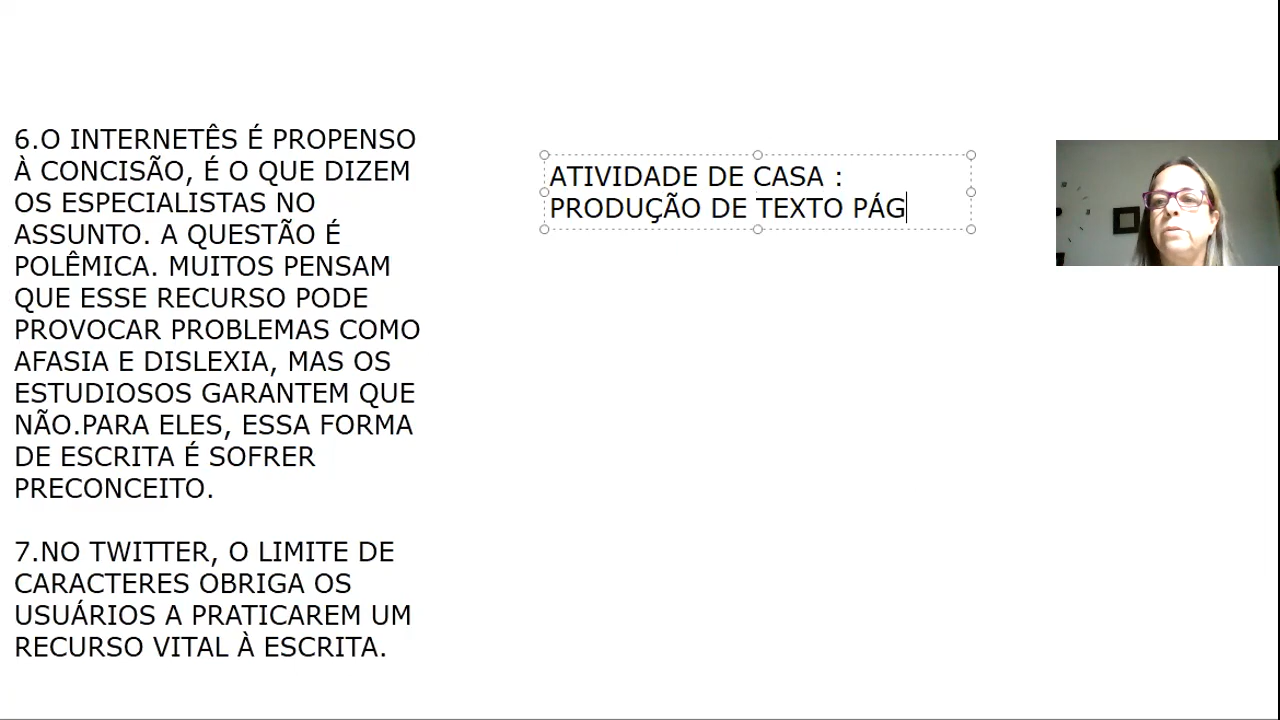 6.O INTERNETÊS É PROPENSO
À CONCISÃO, É O QUE DIZEM
OS ESPECIALISTAS NO
ASSUNTO. A QUESTÃO É
POLÊMICA. MUITOS PENSAM
QUE ESSE RECURSO PODE
PROVOCAR PROBLEMAS COMO
AFASIA E DISLEXIA, MAS OS
ESTUDIOSOS GARANTEM QUE
NÃO.PARA ELES, ESSA FORMA
DE ESCRITA É SOFRER
PRECONCEITO.
7.NO TWITTER, O LIMITE DE
CARACTERES OBRIGA OS
USUÁRIOS A PRATICAREM UM
RECURSO VITAL À ESCRITA.
ATIVIDADE DE CASA :
PRODUÇÃO DE TEXTO PÁG